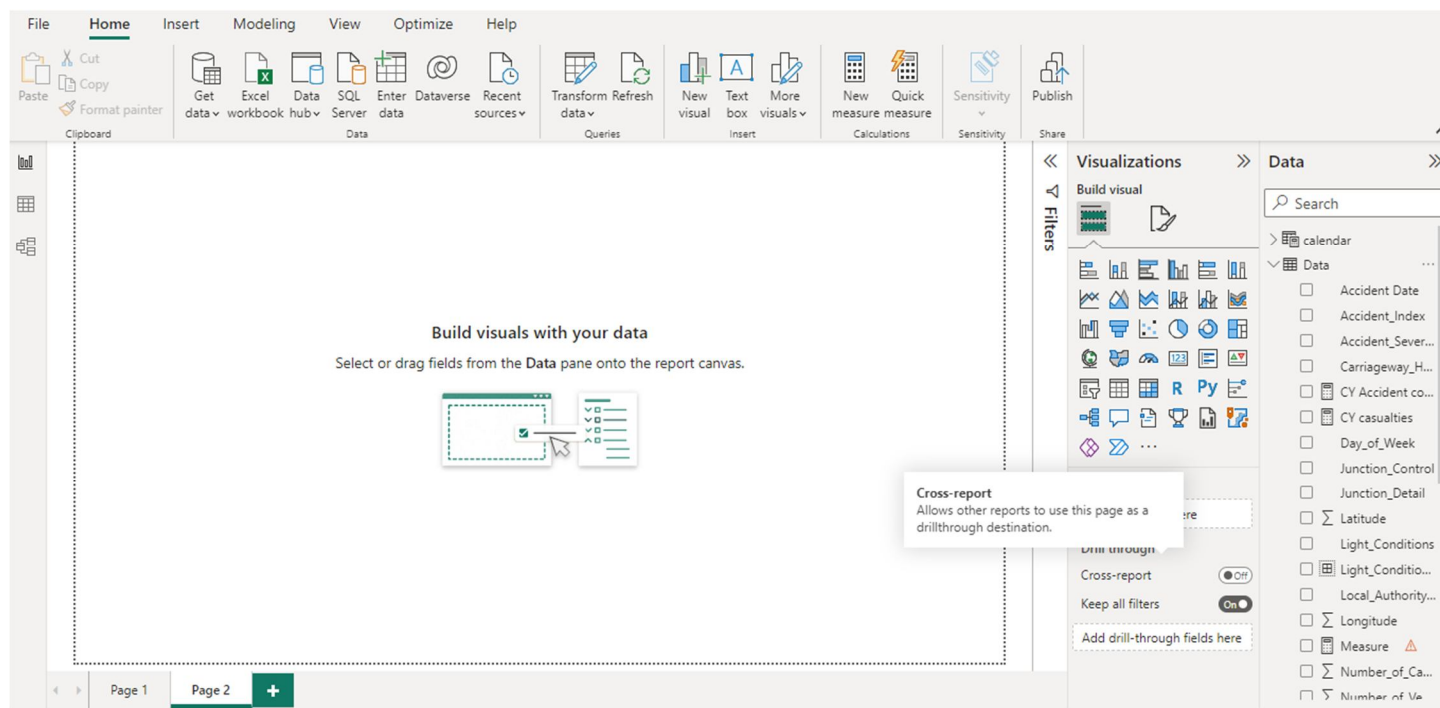 File Home Insert Modeling View Optimize Help
Paste
Cut
Copy
Format painter
Clipboard
Get data
Excel workbook
Data hub
SQL Server
Enter data
Dataverse
Recent sources
Data
Transform data
Refresh
Queries
New visual
Text box
More visuals
Insert
New measure
Quick measure
Calculations
Sensitivity
Sensitivity
Publish
Share
Build visuals with your data
Select or drag fields from the Data pane onto the report canvas.
Filters
Visualizations
Build visual
123
R Py
Cross-report
Allows other reports to use this page as a
drillthrough destination.
ere
Drill through
Cross-report Off
Keep all filters On
Add drill-through fields here
Data
Search
calendar
Data
Accident Date
Accident_Index
Accident_Sever...
Carriageway_H...
CY Accident co...
CY casualties
Day_of_Week
Junction_Control
Junction_Detail
Latitude
Light_Conditions
Light_Conditio...
Local_Authority...
Longitude
Measure
Number_of_Ca...
Number_of_Ve...
Page 1 Page 2 +